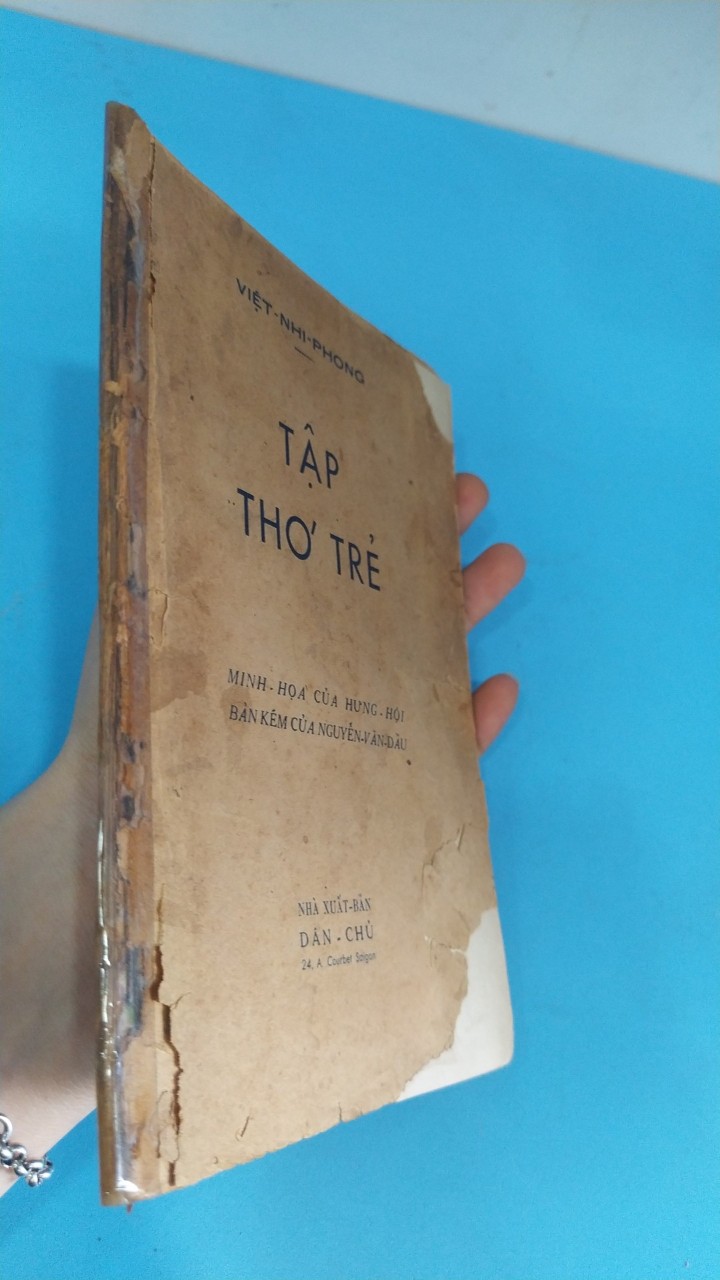 VIỆT-NHI-PHONG
TẬP
THƠ TRẺ
MINH-HỌA CỦA HƯNG-HỘI
BẢN KẼM CỦA NGUYỄN-VĂN-DẦU
NHÀ XUẤT-BẢN
DÂN-CHỦ
24, A. Courbet Saigon